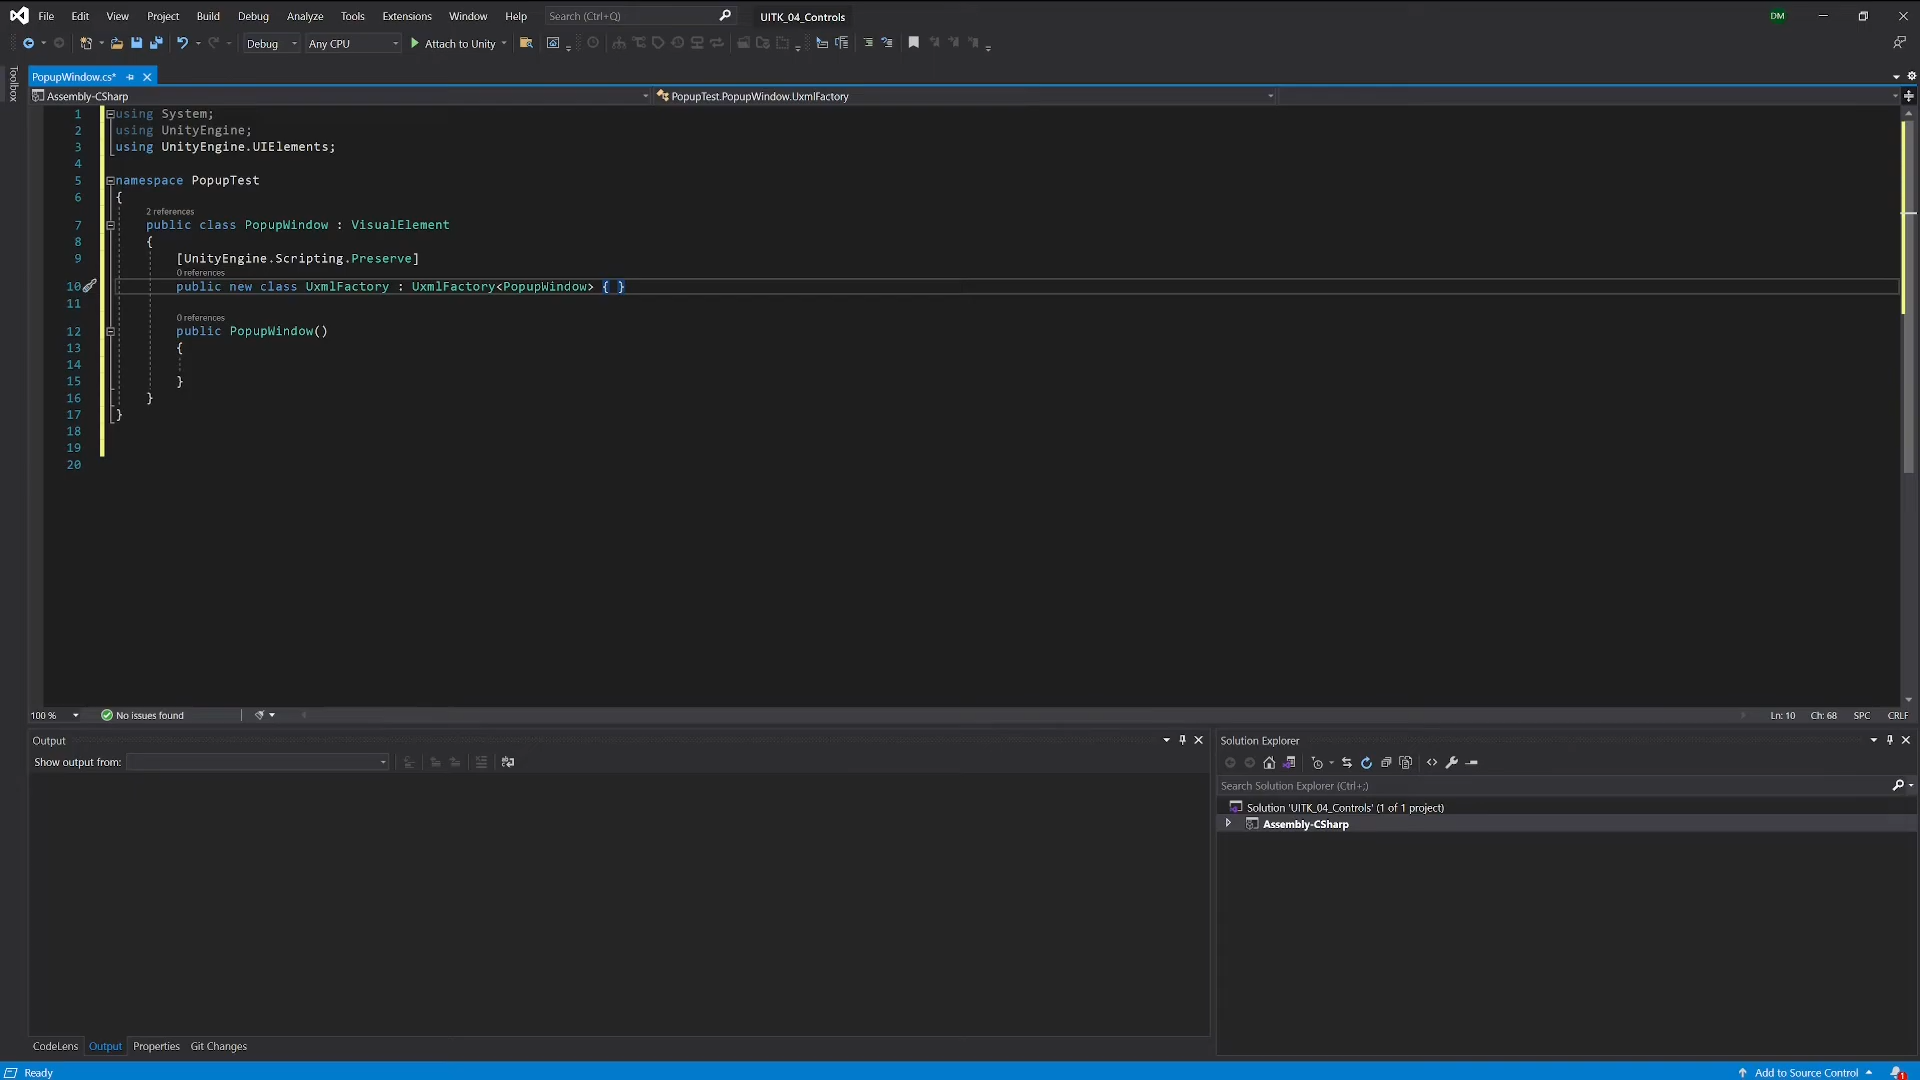 File Edit View Project Build Debug Analyze Tools Extensions Window Help Search (Ctrl+Q) UITK_04_Controls DM
Debug Any CPU Attach to Unity
Toolbox
PopupWindow.cs*
Assembly-CSharp PopupTest.PopupWindow.UxmlFactory
1 using System;
2 using UnityEngine;
3 using UnityEngine.UIElements;
4
5 namespace PopupTest
6 {
2 references
7 public class PopupWindow : VisualElement
8 {
9 [UnityEngine.Scripting.Preserve]
0 references
10 public new class UxmlFactory : UxmlFactory<PopupWindow> { }
11
0 references
12 public PopupWindow()
13 {
14
15 }
16 }
17 }
18
19
20
100 % No issues found Ln: 10 Ch: 68 SPC CRLF
Output
Show output from:
Solution Explorer
Search Solution Explorer (Ctrl+;)
Solution 'UITK_04_Controls' (1 of 1 project)
Assembly-CSharp
CodeLens Output Properties Git Changes
Ready Add to Source Control 1